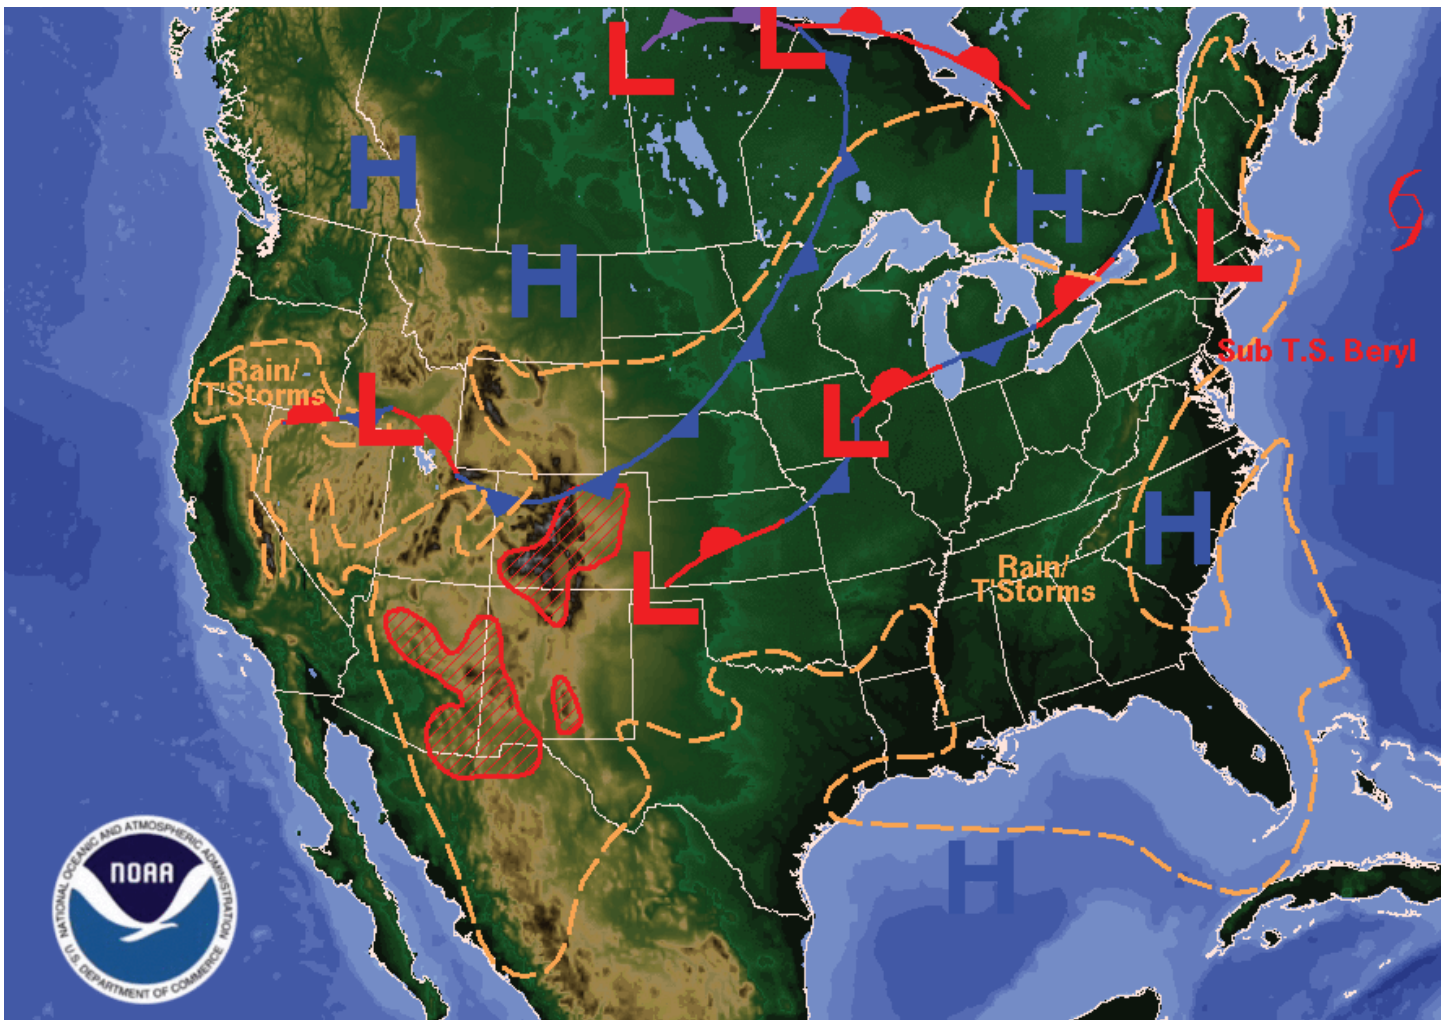 L
L
H
H
H
L
H
Sub T.S. Beryl
Rain/
T'Storms
L
L
H
H
Rain/
T'Storms
L
H
NATIONAL OCEANIC AND ATMOSPHERIC ADMINISTRATION
NOAA
U.S. DEPARTMENT OF COMMERCE